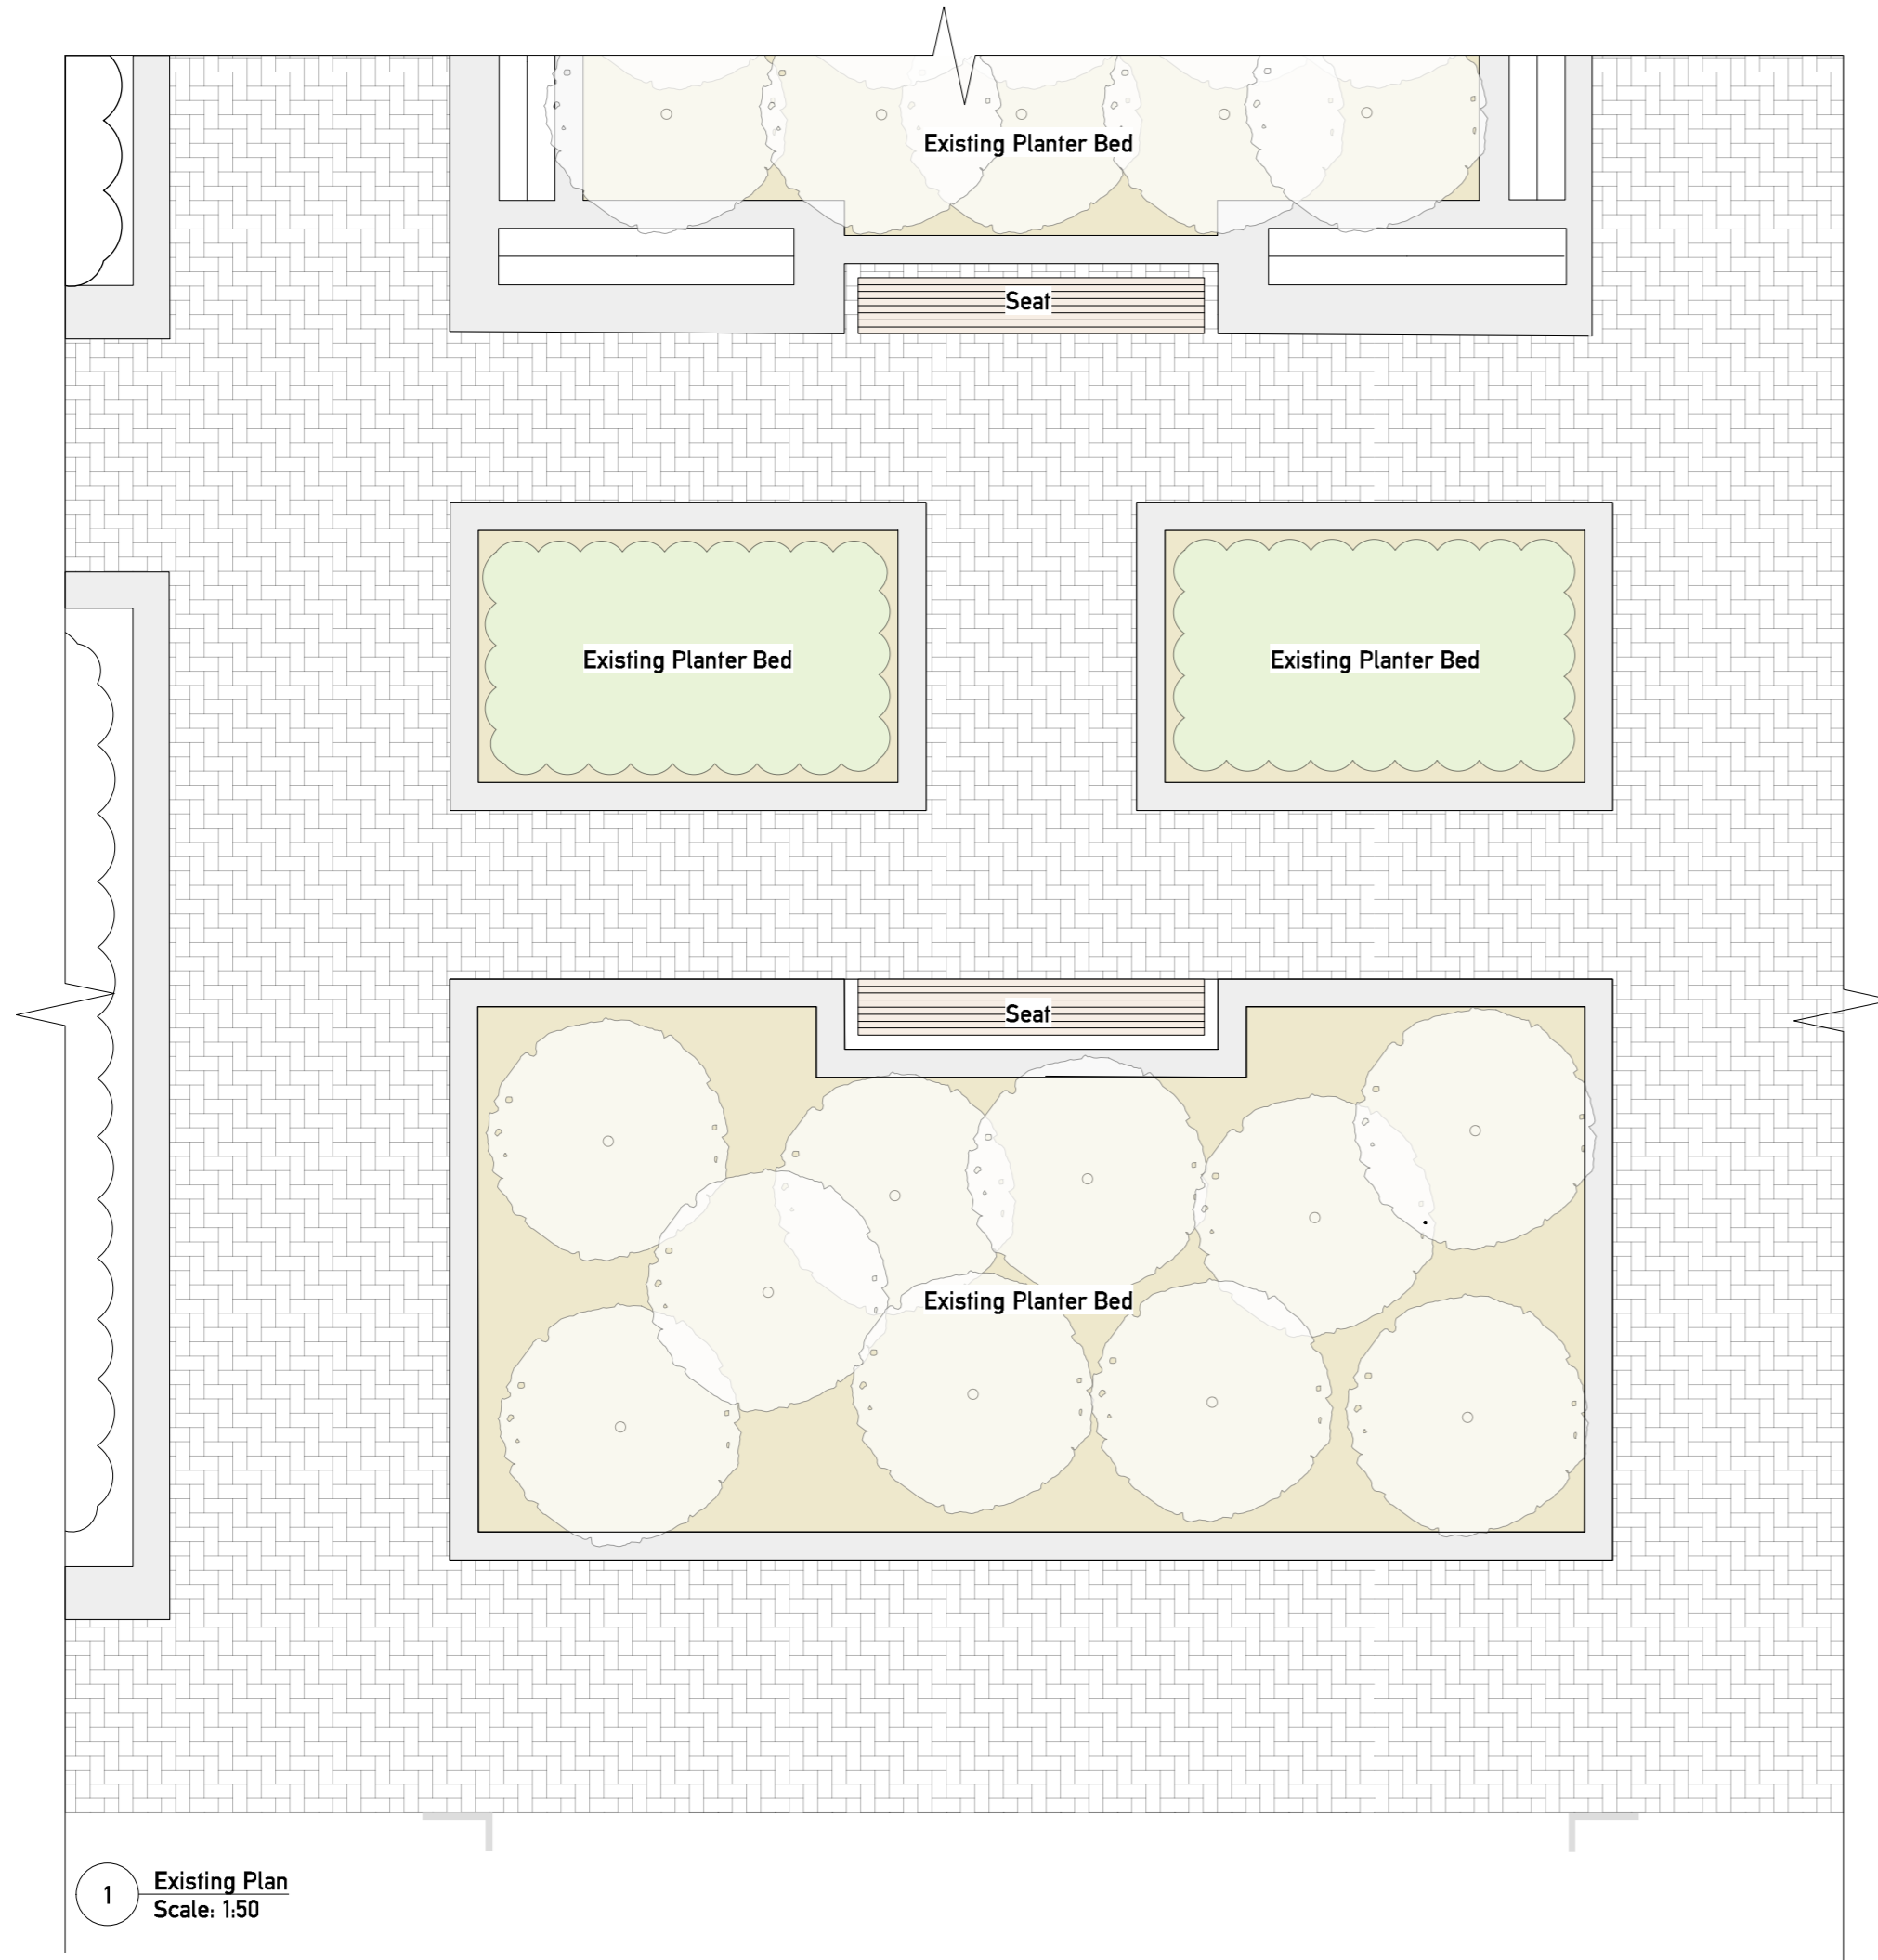 Existing Planter Bed
Seat
Existing Planter Bed
Existing Planter Bed
Seat
Existing Planter Bed
1
Existing Plan
Scale: 1:50